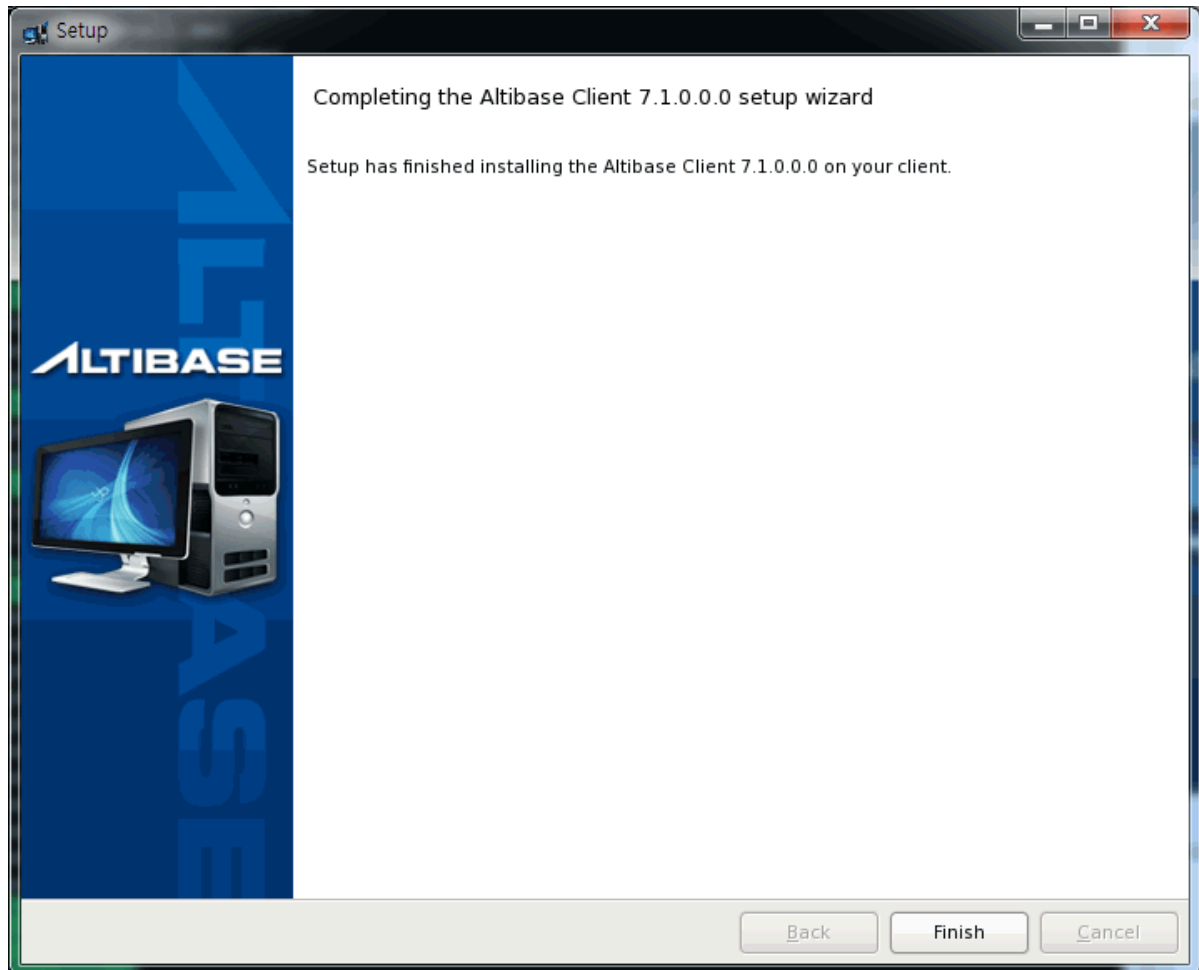 Setup
Completing the Altibase Client 7.1.0.0.0 setup wizard
Setup has finished installing the Altibase Client 7.1.0.0.0 on your client.
ALTIBASE
ALTIBASE
Back
Finish
Cancel